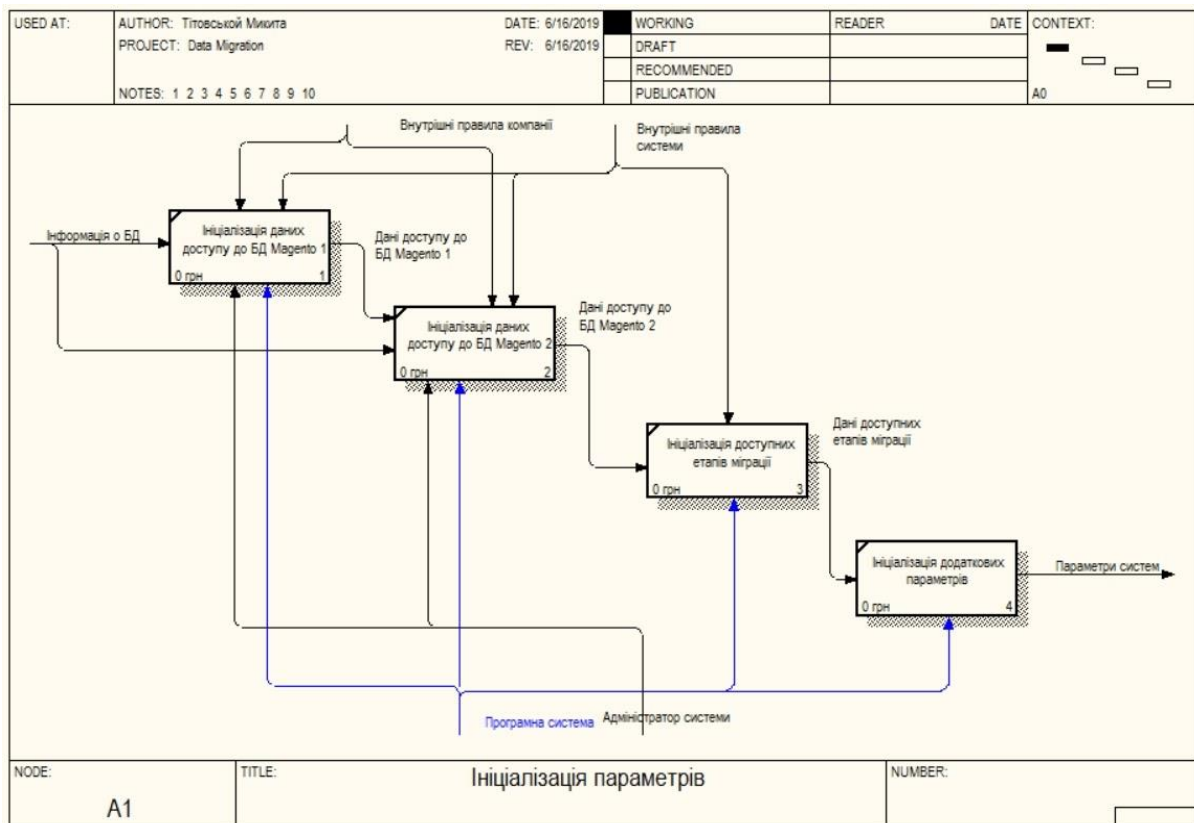 USED AT:
AUTHOR: Тітовськой Микита
DATE: 6/16/2019
PROJECT: Data Migration
REV: 6/16/2019
NOTES: 1 2 3 4 5 6 7 8 9 10
WORKING
DRAFT
RECOMMENDED
PUBLICATION
READER
DATE
CONTEXT:
A0
Внутрішні правила компанії
Внутрішні правила
системи
Інформація о БД
Ініціалізація даних
доступу до БД Magento 1
0 грн
1
Дані доступу до
БД Magento 1
Ініціалізація даних
доступу до БД Magento 2
0 грн
2
Дані доступу до
БД Magento 2
Ініціалізація доступних
етапів міграції
0 грн
3
Дані доступних
етапів міграції
Ініціалізація додаткових
параметрів
0 грн
4
Параметри систем
Програмна система
Адміністратор системи
NODE:
A1
TITLE:
Ініціалізація параметрів
NUMBER: